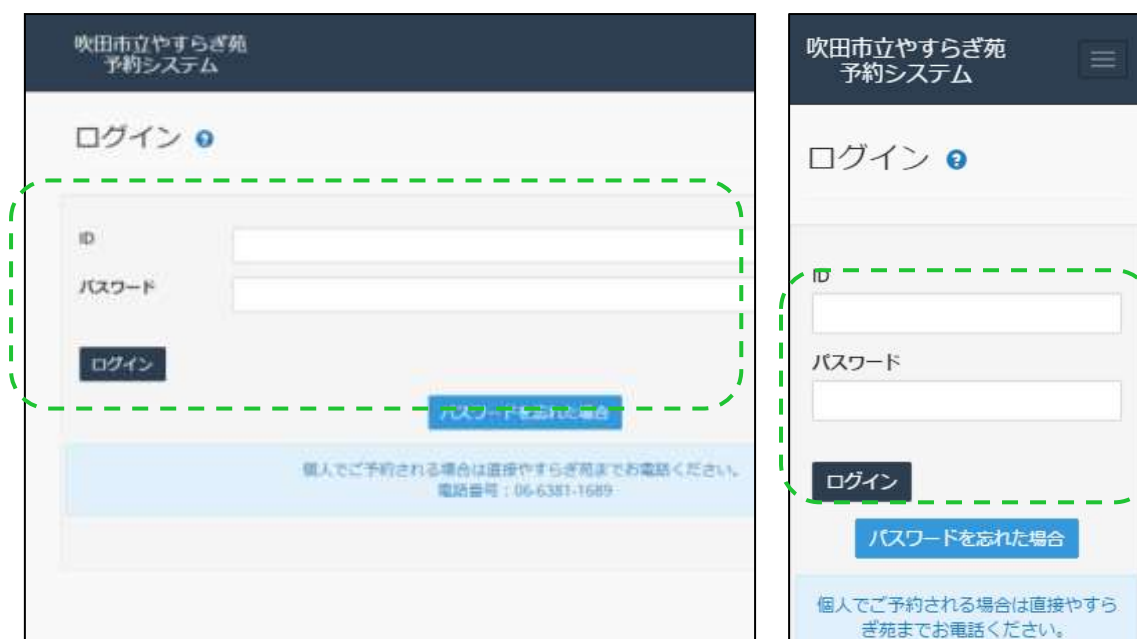 吹田市立やすらぎ苑
予約システム
ログイン
ID
パスワード
ログイン
パスワードを忘れた場合
個人でご予約される場合は直接やすらぎ苑までお電話ください。
電話番号：06-6381-1689
吹田市立やすらぎ苑
予約システム
ログイン
ID
パスワード
ログイン
パスワードを忘れた場合
個人でご予約される場合は直接やすら
ぎ苑までお電話ください。